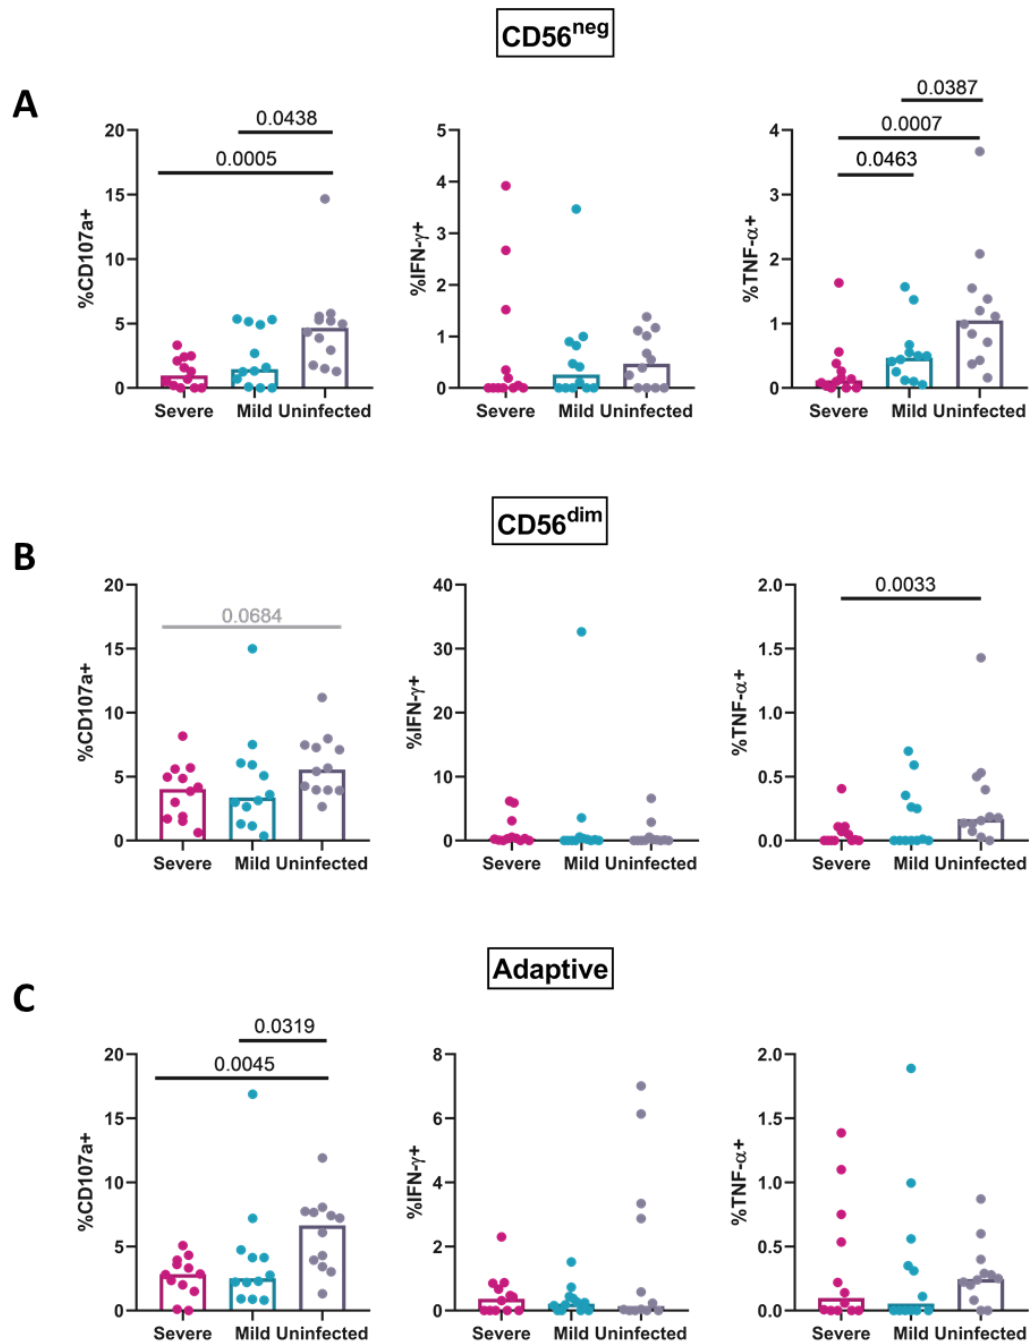 CD56neg
A
0.0438
0.0005
%CD107a+
20
15
10
5
0
Severe Mild Uninfected
%IFN-γ+
5
4
3
2
1
0
Severe Mild Uninfected
0.0387
0.0007
0.0463
%TNF-α+
4
3
2
1
0
Severe Mild Uninfected
CD56dim
B
0.0684
%CD107a+
20
15
10
5
0
Severe Mild Uninfected
%IFN-γ+
40
30
20
10
0
Severe Mild Uninfected
0.0033
%TNF-α+
2.0
1.5
1.0
0.5
0.0
Severe Mild Uninfected
Adaptive
C
0.0319
0.0045
%CD107a+
20
15
10
5
0
Severe Mild Uninfected
%IFN-γ+
8
6
4
2
0
Severe Mild Uninfected
%TNF-α+
2.0
1.5
1.0
0.5
0.0
Severe Mild Uninfected